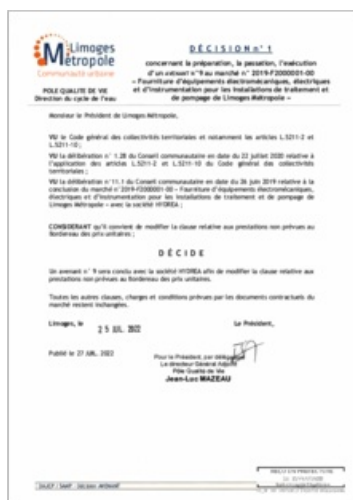 Limoges
Métropole
Communauté urbaine
POLE QUALITE DE VIE
Direction du cycle de l'eau
DÉCISION n° 1
concernant la préparation, la passation, l'exécution
d'un avenant n°9 au marché n° 2019-F2000001-00
- Fourniture d'équipements électromécaniques, électriques
et d'instrumentation pour les installations de traitement et
de pompage de Limoges Métropole -
Monsieur le Président de Limoges Métropole,
VU le Code général des collectivités territoriales et notamment les articles L.5211-2 et
L.5211-10 ;
VU la délibération n° 1.28 du Conseil communautaire en date du 22 juillet 2020 relative à
l'application des articles L.5211-2 et L.5211-10 du Code général des collectivités
territoriales ;
VU la délibération n°11.1 du Conseil communautaire en date du 26 juin 2019 relative à la
conclusion du marché n°2019-F2000001-00 - Fourniture d'équipements électromécaniques,
électriques et d'instrumentation pour les installations de traitement et de pompage de
Limoges Métropole - avec la société HYDREA ;
CONSIDERANT qu'il convient de modifier la clause relative aux prestations non prévues au
Bordereau des prix unitaires ;
DÉCIDE
Un avenant n° 9 sera conclu avec la société HYDREA afin de modifier la clause relative aux
prestations non prévues au Bordereau des prix unitaires.
Toutes les autres clauses, charges et conditions prévues par les documents contractuels du
marché restent inchangées.
Limoges, le
25 JUIL. 2022
Le Président,
Publié le 27 JUIL. 2022
Pour le Président, par délégation
Le directeur Général Adjoint
Pôle Qualité de Vie
Jean-Luc MAZEAU